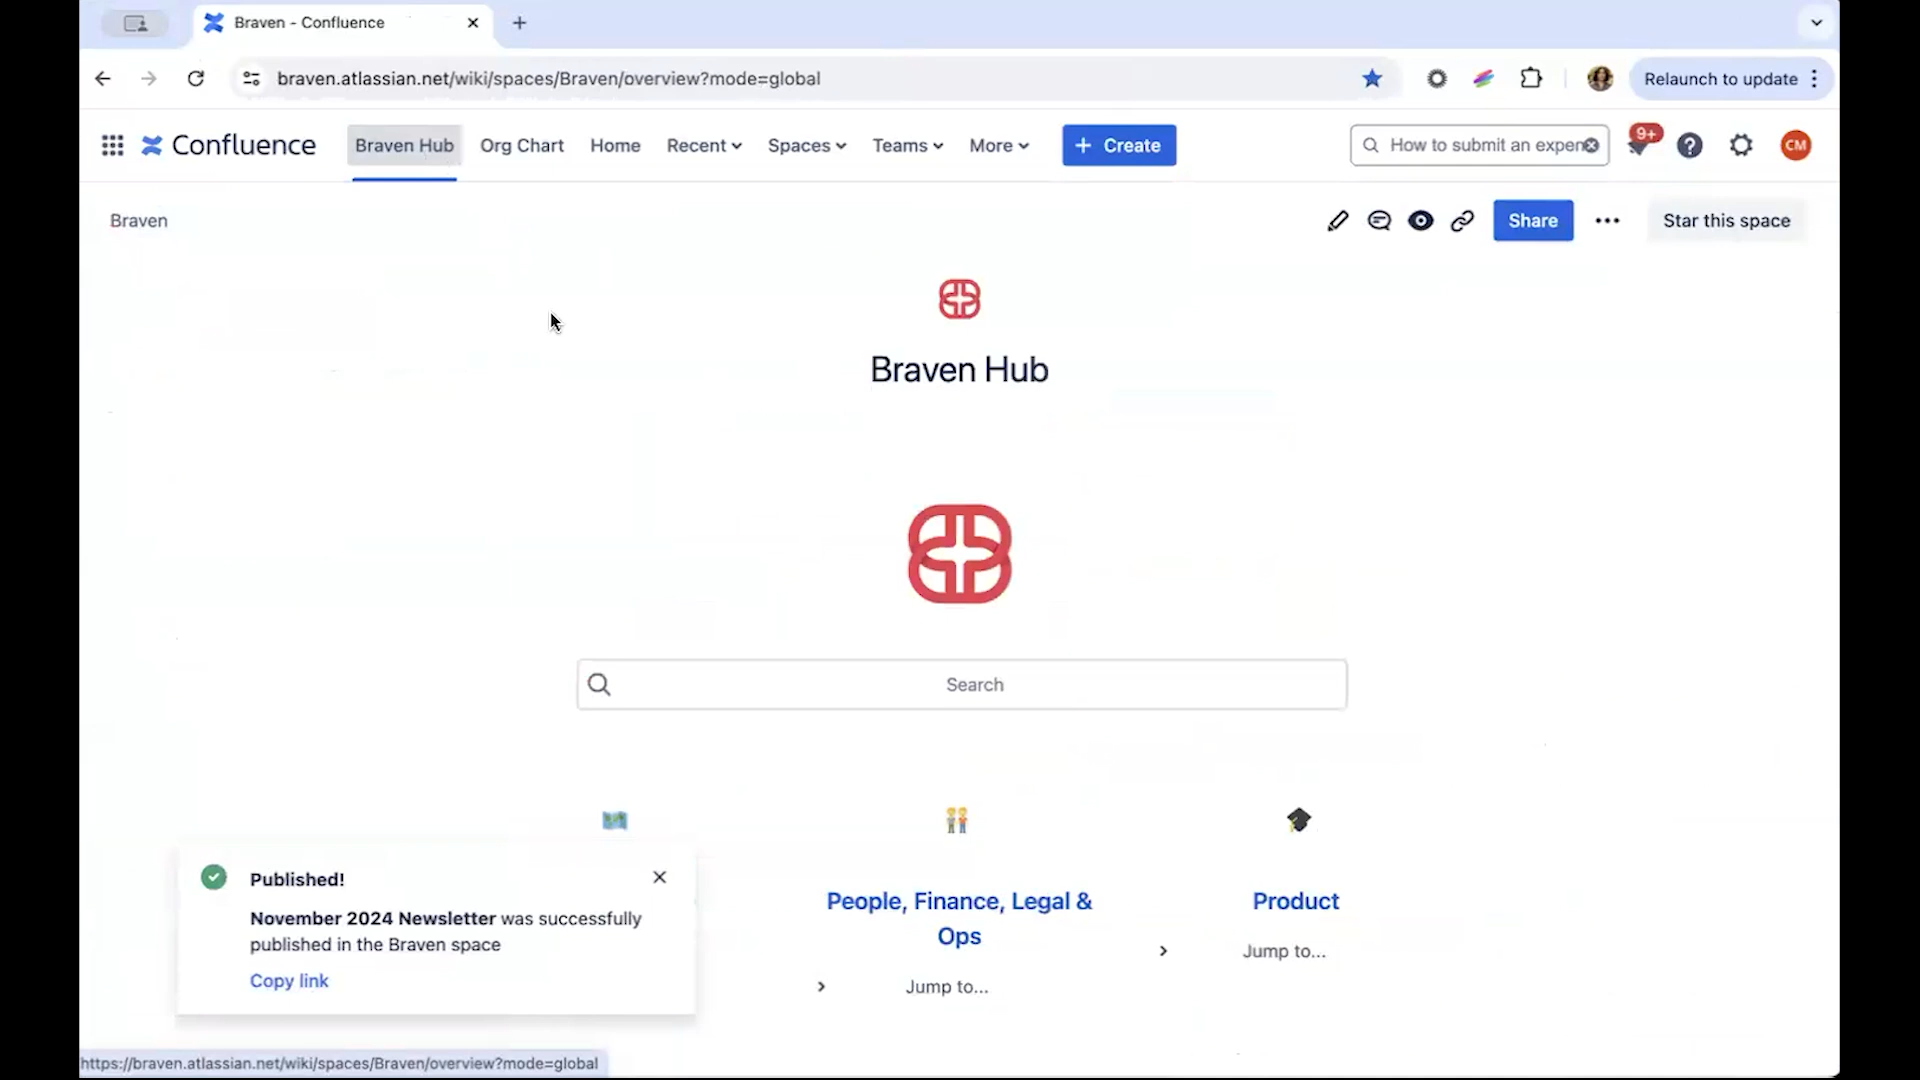 Braven - Confluence
braven.atlassian.net/wiki/spaces/Braven/overview?mode=global
Relaunch to update
Confluence
Braven Hub
Org Chart
Home
Recent
Spaces
Teams
More
+ Create
How to submit an expen
9+
CM
Braven
Share
Star this space
Braven Hub
Search
People, Finance, Legal &
Ops
Jump to...
Product
Jump to...
Published!
November 2024 Newsletter was successfully
published in the Braven space
Copy link
https://braven.atlassian.net/wiki/spaces/Braven/overview?mode=global